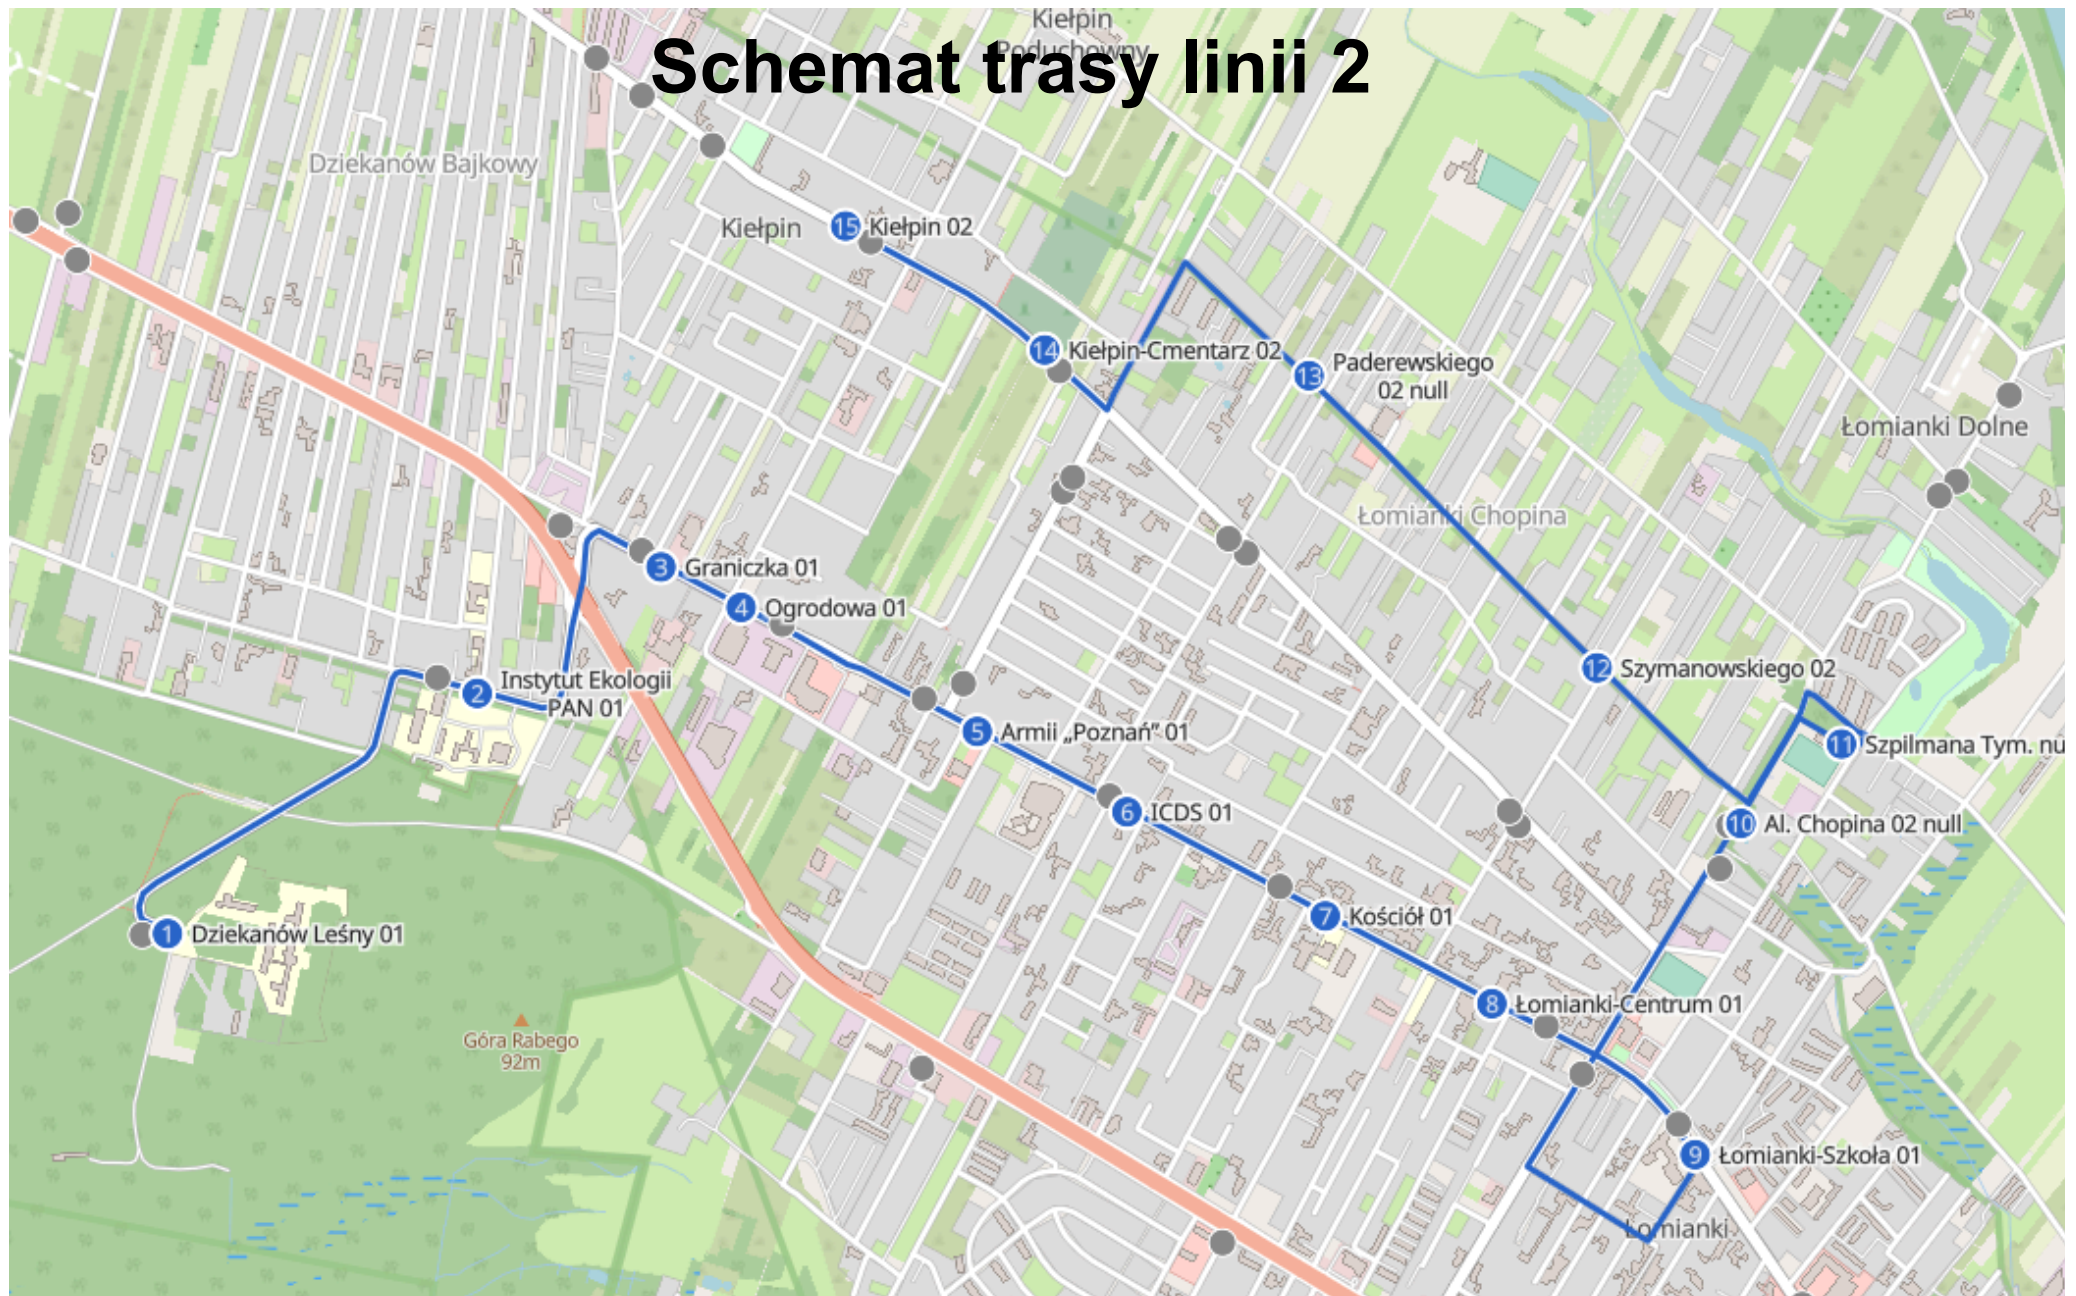 Kiełpin
Poduchowny
Schemat trasy linii 2
Dziekanów Bajkowy
Kiełpin
15 Kiełpin 02
14 Kiełpin-Cmentarz 02
13 Paderewskiego
02 null
Łomianki Dolne
Łomianki Chopina
3 Graniczka 01
4 Ogrodowa 01
12 Szymanowskiego 02
2 Instytut Ekologii
PAN 01
5 Armii „Poznań” 01
11 Szpilmana Tym. nu
6 ICDS 01
10 Al. Chopina 02 null
7 Kościół 01
1 Dziekanów Leśny 01
8 Łomianki-Centrum 01
Góra Rabego
92m
9 Łomianki-Szkoła 01
Łomianki